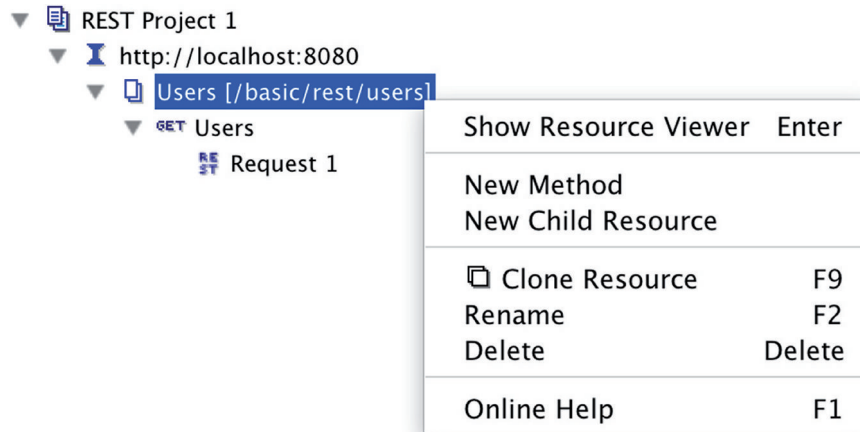 REST Project 1
http://localhost:8080
Users [/basic/rest/users]
GET Users
REST Request 1
Show Resource Viewer Enter
New Method
New Child Resource
Clone Resource F9
Rename F2
Delete Delete
Online Help F1